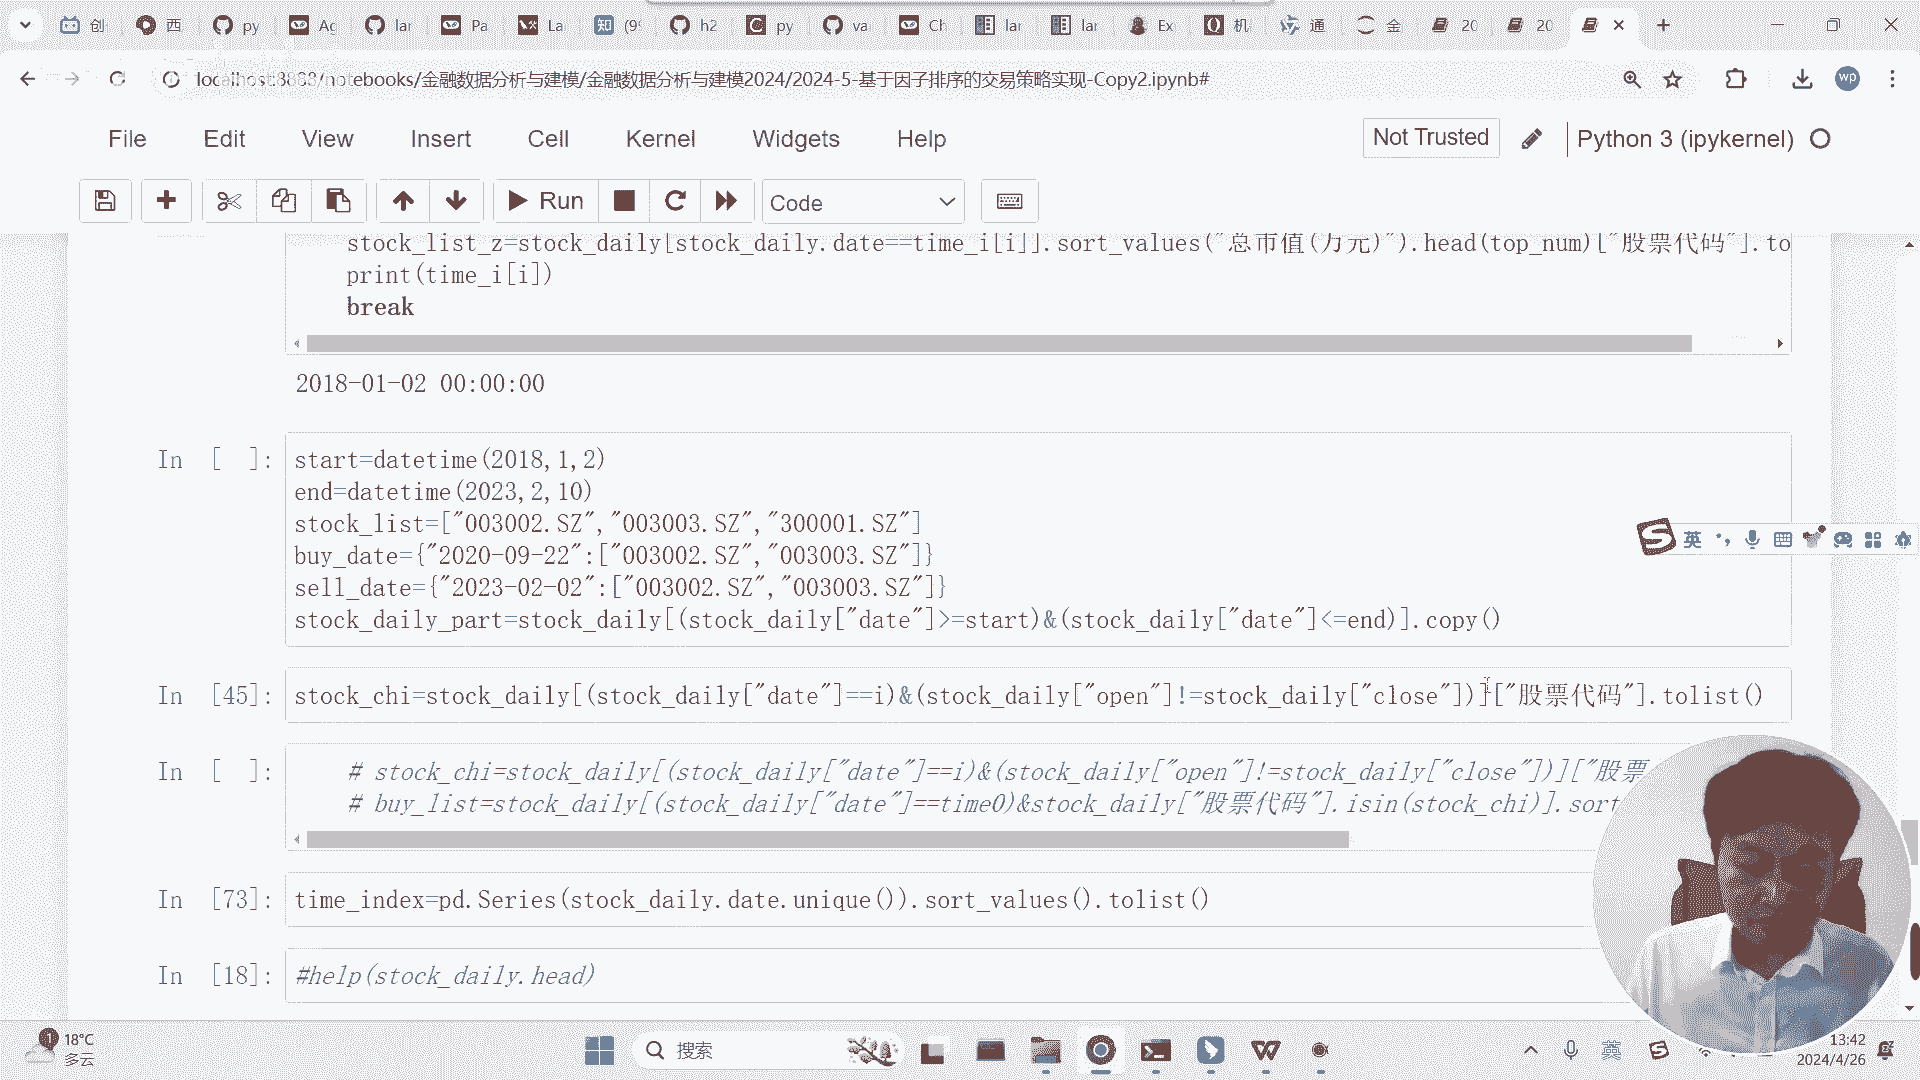 创 西 py Ag lar Pa La (99 h2 py va Ch lar lar Ex 机 通 金 20 20
localhost:8888/notebooks/金融数据分析与建模/金融数据分析与建模2024/2024-5-基于因子排序的交易策略实现-Copy2.ipynb#
wp
File Edit View Insert Cell Kernel Widgets Help Not Trusted Python 3 (ipykernel)
Run Code
stock_list_z=stock_daily[stock_daily.date==time_i[i]].sort_values("总市值(万元)").head(top_num)["股票代码"].to
print(time_i[i])
break
2018-01-02 00:00:00
In [ ]:
start=datetime(2018,1,2)
end=datetime(2023,2,10)
stock_list=["003002.SZ","003003.SZ","300001.SZ"]
buy_date={"2020-09-22":["003002.SZ","003003.SZ"]}
sell_date={"2023-02-02":["003002.SZ","003003.SZ"]}
stock_daily_part=stock_daily[(stock_daily["date"]>=start)&(stock_daily["date"]<=end)].copy()
In [45]: stock_chi=stock_daily[(stock_daily["date"]==i)&(stock_daily["open"]!=stock_daily["close"])]["股票代码"].tolist()
In [ ]: # stock_chi=stock_daily[(stock_daily["date"]==i)&(stock_daily["open"]!=stock_daily["close"])]["股票
# buy_list=stock_daily[(stock_daily["date"]==time0)&stock_daily["股票代码"].isin(stock_chi)].sort
In [73]: time_index=pd.Series(stock_daily.date.unique()).sort_values().tolist()
In [18]: #help(stock_daily.head)
英
1 18°C
多云
搜索
英
13:42
2024/4/26